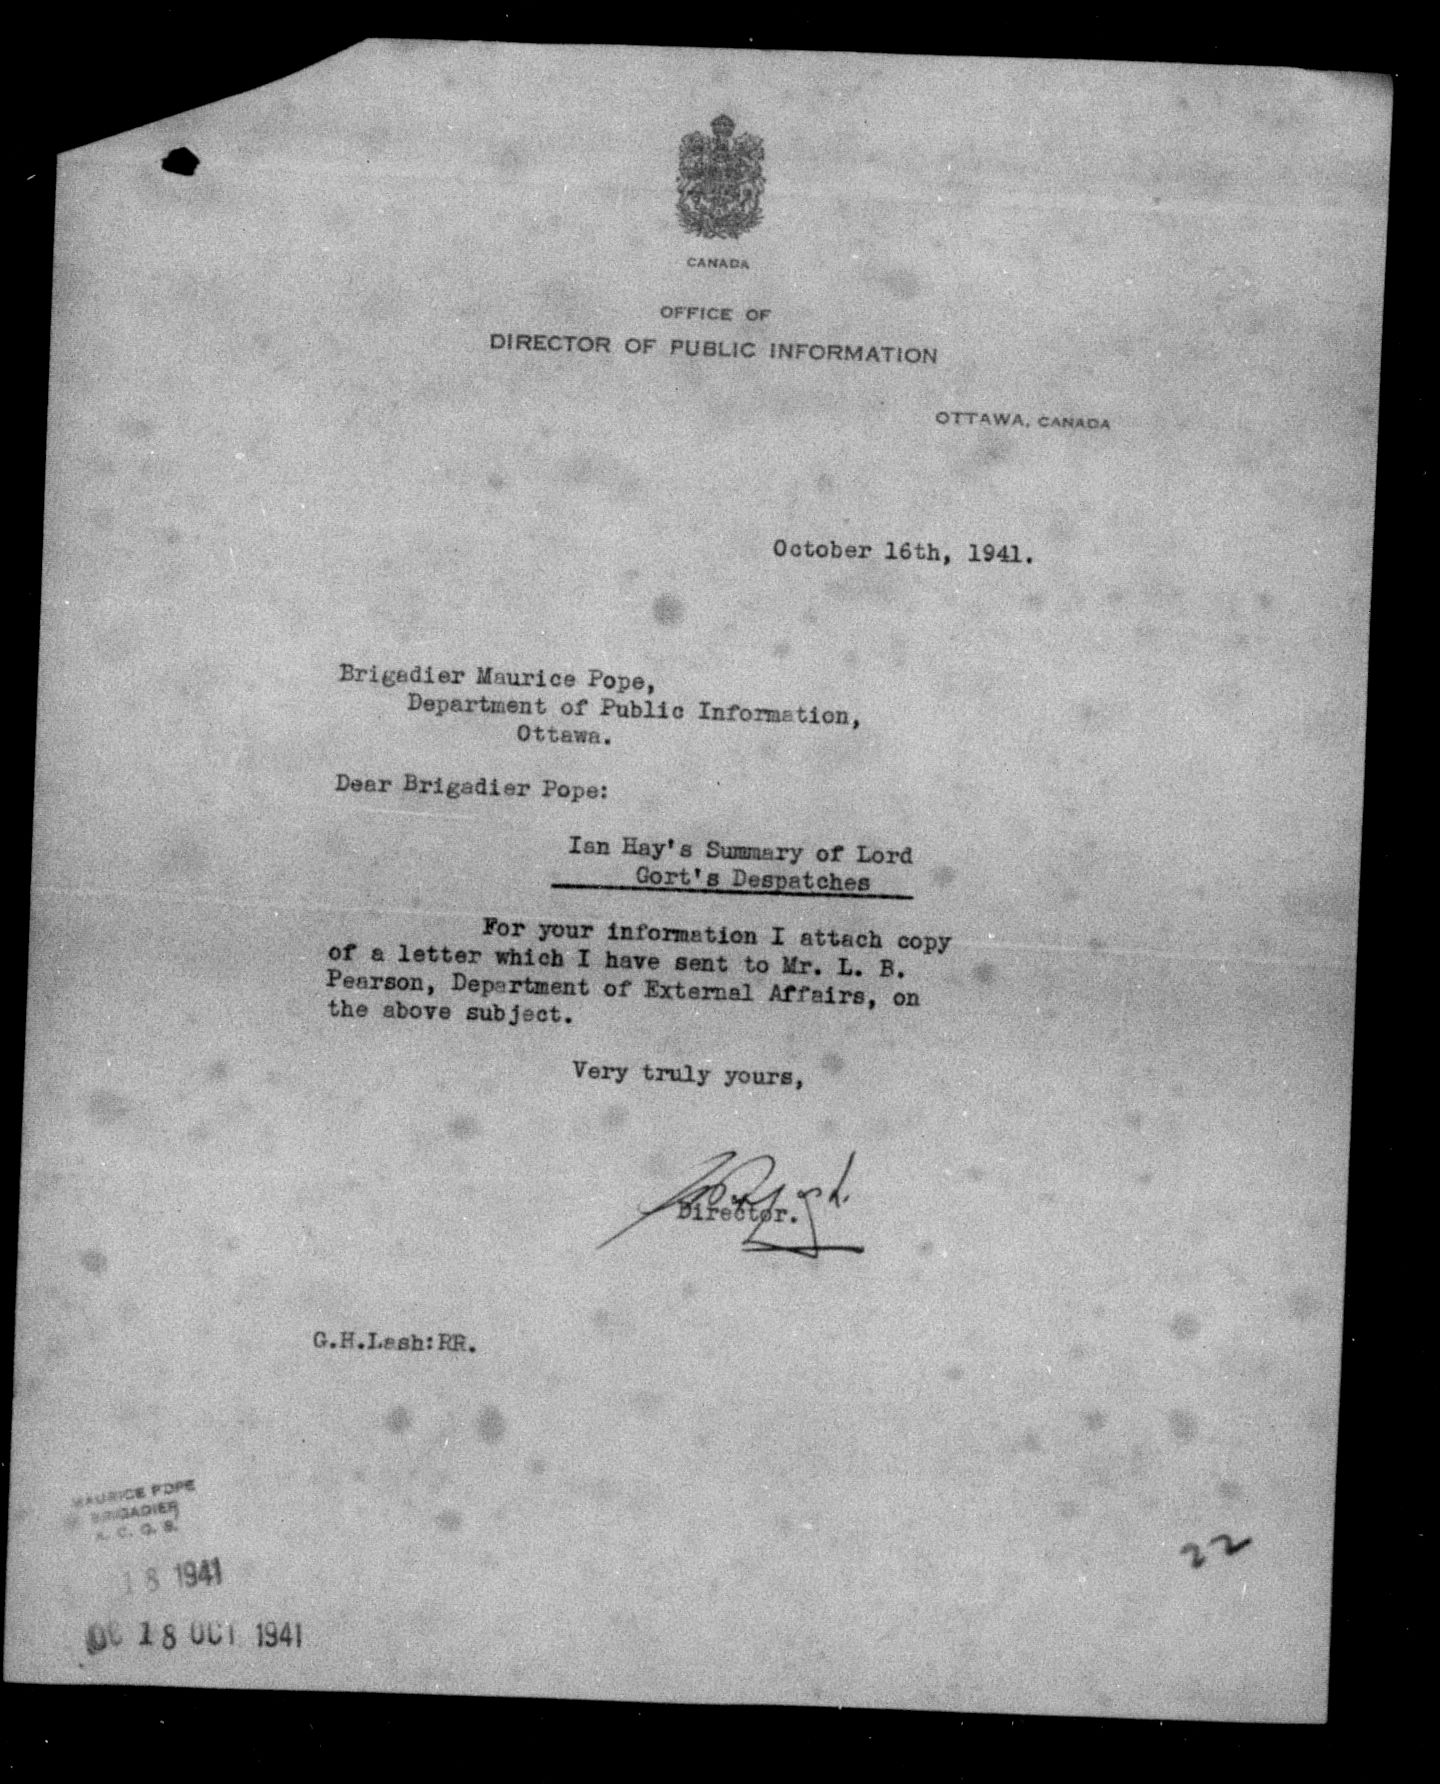 CANADA
OFFICE OF
DIRECTOR OF PUBLIC INFORMATION
OTTAWA, CANADA
October 16th, 1941.
Brigadier Maurice Pope,
Department of Public Information,
Ottawa.
Dear Brigadier Pope:
Ian Hay's Summary of Lord
Gort's Despatches
For your information I attach copy
of a letter which I have sent to Mr. L. B.
Pearson, Department of External Affairs, on
the above subject.
Very truly yours,
Director.
G.H.Lash:RR.
MAURICE POPE
BRIGADIER
A. C. G. S.
18 1941
18 OCT 1941
22